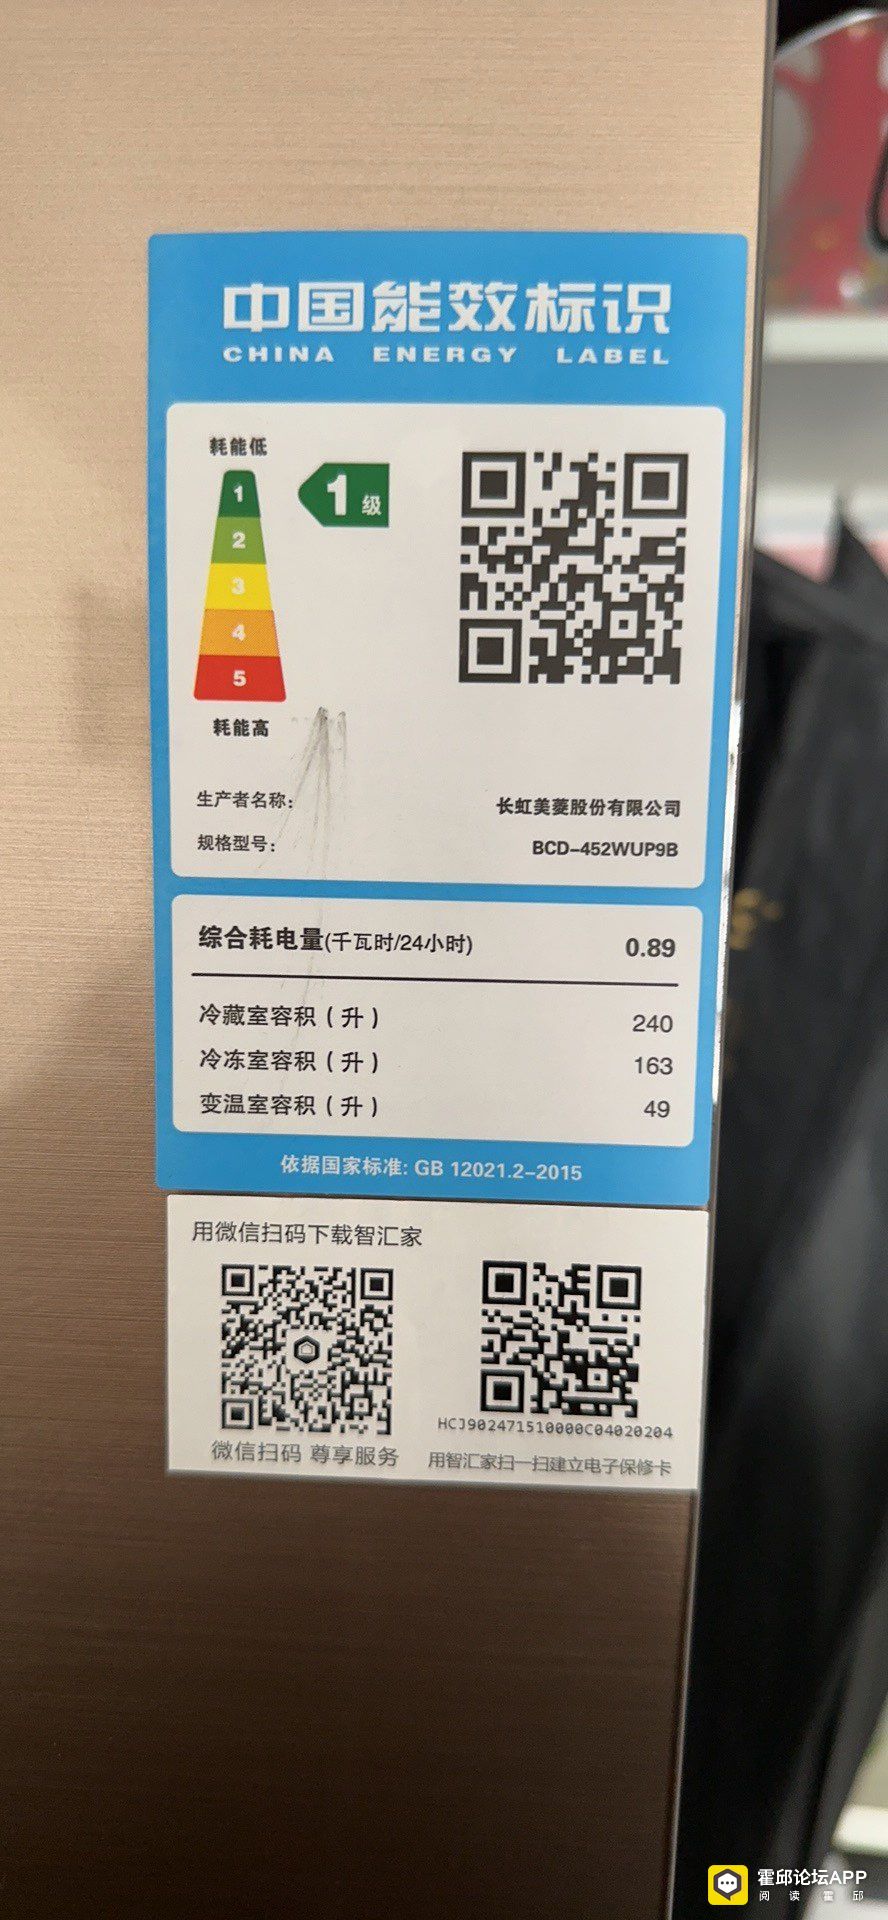 中国能效标识
CHINA ENERGY LABEL
耗能低
1
2
3
4
5
耗能高
1级
生产者名称: 长虹美菱股份有限公司
规格型号: BCD-452WUP9B
综合耗电量(千瓦时/24小时) 0.89
冷藏室容积(升) 240
冷冻室容积(升) 163
变温室容积(升) 49
依据国家标准: GB 12021.2-2015
用微信扫码下载智汇家
HCJ902471510000C04020204
微信扫码 尊享服务
用智汇家扫一扫建立电子保修卡
霍邱论坛APP
阅读霍邱